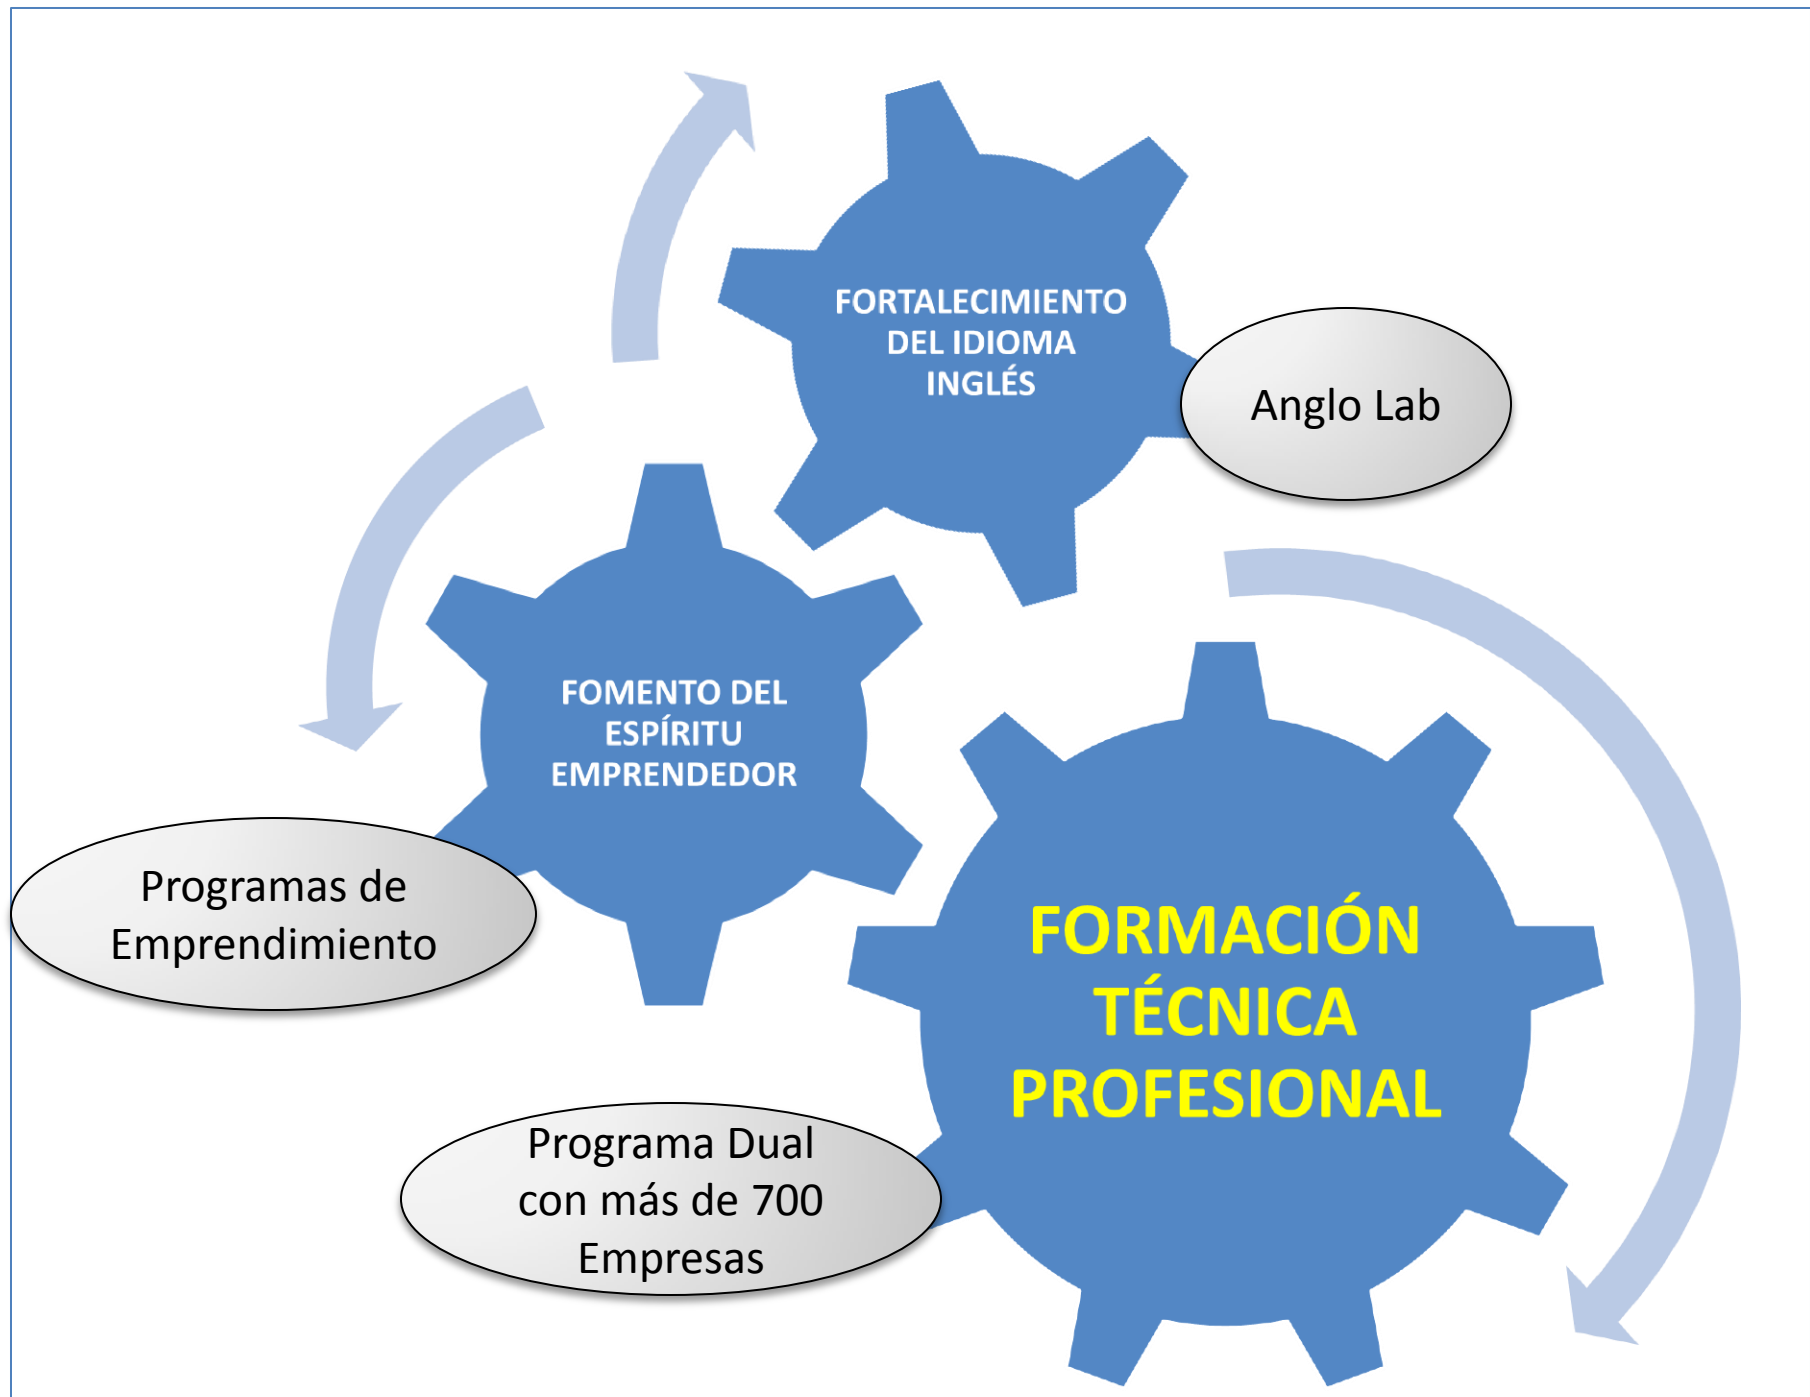 FORTALECIMIENTO
DEL IDIOMA
INGLÉS
Anglo Lab
FOMENTO DEL
ESPÍRITU
EMPRENDEDOR
Programas de
Emprendimiento
FORMACIÓN
TÉCNICA
PROFESIONAL
Programa Dual
con más de 700
Empresas